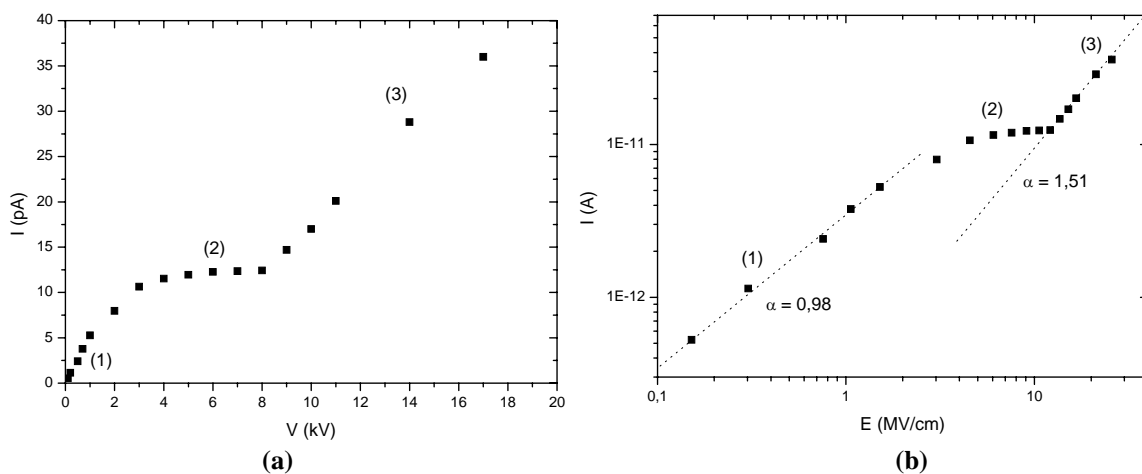 40
35
30
25
20
15
10
5
0
I (pA)
(1)
(2)
(3)
0 2 4 6 8 10 12 14 16 18 20
V (kV)
(a)
1E-11
1E-12
I (A)
(1)
(2)
(3)
α = 0,98
α = 1,51
0,1 1 10
E (MV/cm)
(b)